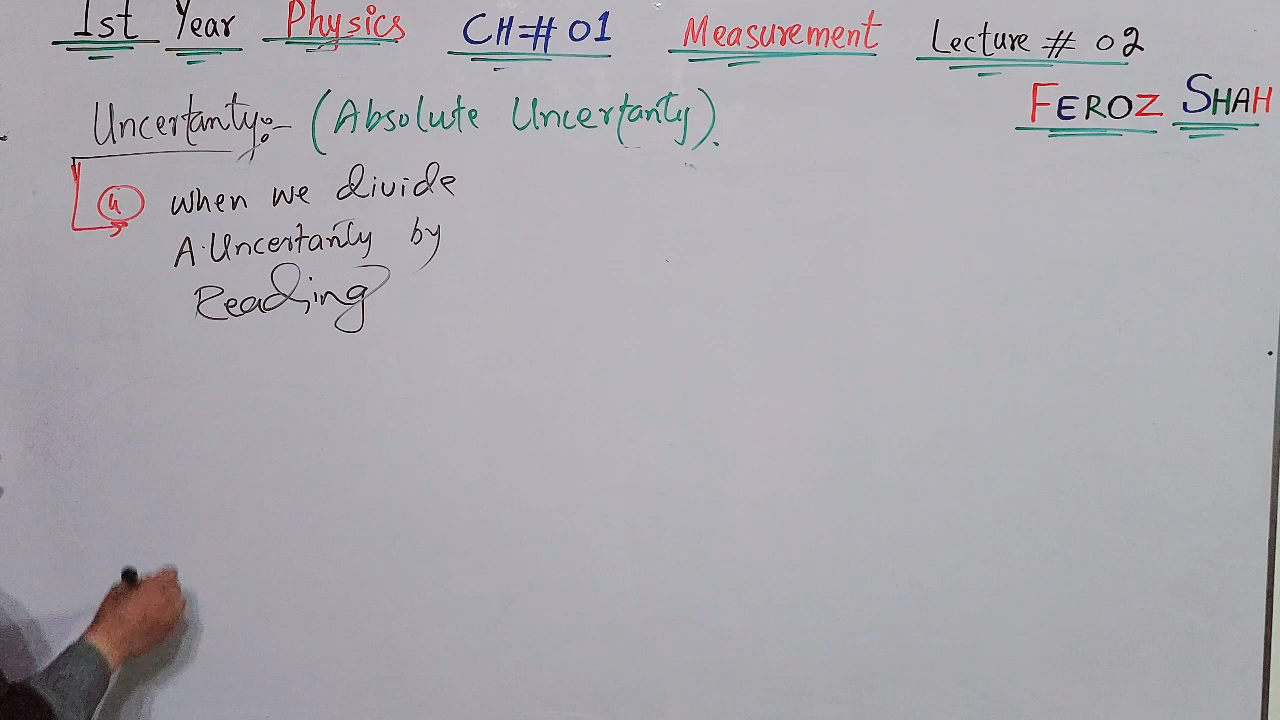 1st Year Physics CH# 01 Measurement Lecture # 02
FEROZ SHAH
Uncertanty:- (Absolute Uncertanty).
when we divide
A.Uncertanty by
Reading